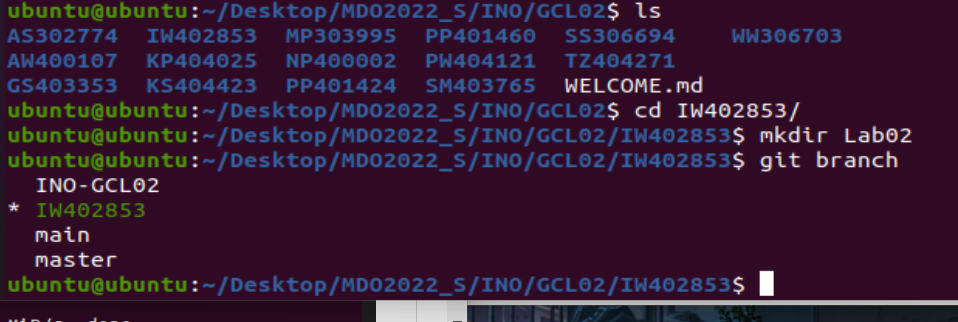 ubuntu@ubuntu:~/Desktop/MDO2022_S/INO/GCL02$ ls
AS302774  IW402853  MP303995  PP401460  SS306694    WW306703
AW400107  KP404025  NP400002  PW404121  TZ404271
GS403353  KS404423  PP401424  SM403765  WELCOME.md
ubuntu@ubuntu:~/Desktop/MDO2022_S/INO/GCL02$ cd IW402853/
ubuntu@ubuntu:~/Desktop/MDO2022_S/INO/GCL02/IW402853$ mkdir Lab02
ubuntu@ubuntu:~/Desktop/MDO2022_S/INO/GCL02/IW402853$ git branch
  INO-GCL02
* IW402853
  main
  master
ubuntu@ubuntu:~/Desktop/MDO2022_S/INO/GCL02/IW402853$